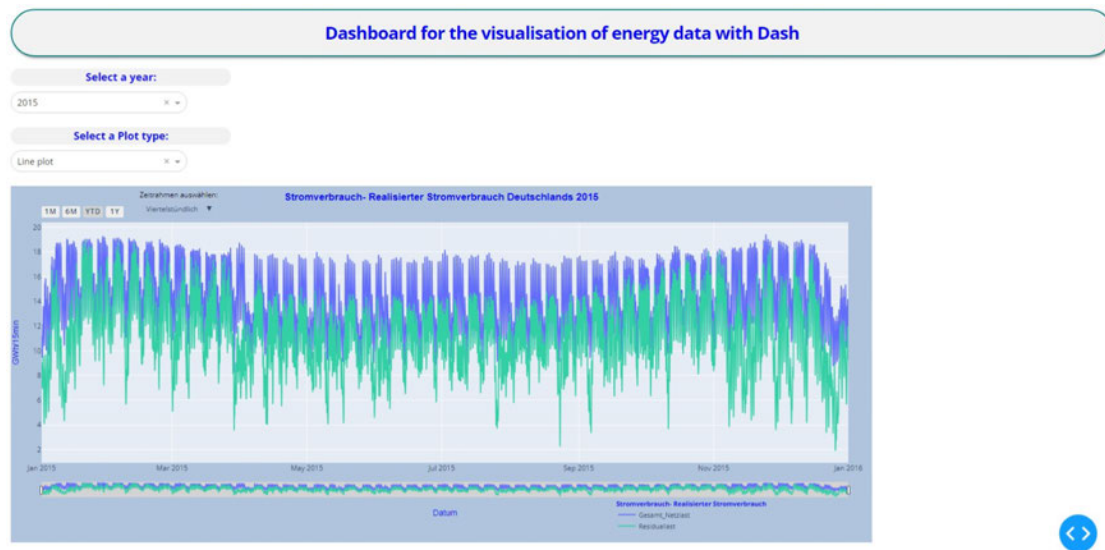 Dashboard for the visualisation of energy data with Dash
Select a year:
2015
Select a Plot type:
Line plot
Zeitrahmen auswählen:
Viertelstündlich
Stromverbrauch- Realisierter Stromverbrauch Deutschlands 2015
1M 6M YTD 1Y
20
18
16
14
12
10
8
6
4
2
GWh/15min
Jan 2015 Mar 2015 May 2015 Jul 2015 Sep 2015 Nov 2015 Jan 2016
Datum
Stromverbrauch- Realisierter Stromverbrauch
Gesamt_Netzlast
Residuallast